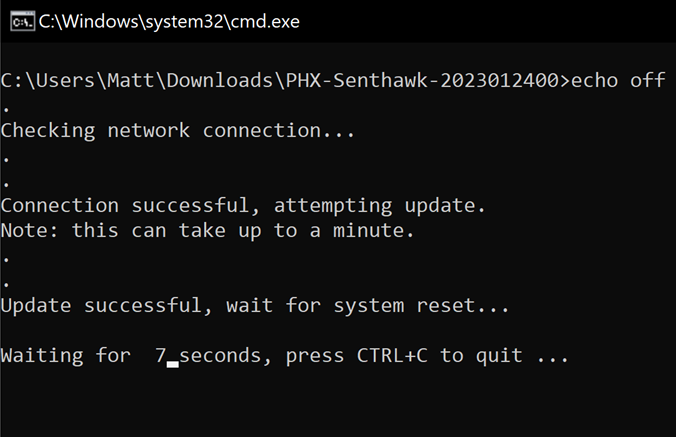 C:\Windows\system32\cmd.exe
C:\Users\Matt\Downloads\PHX-Senthawk-2023012400>echo off
.
Checking network connection...
.
.
Connection successful, attempting update.
Note: this can take up to a minute.
.
.
Update successful, wait for system reset...
Waiting for  7 seconds, press CTRL+C to quit ...